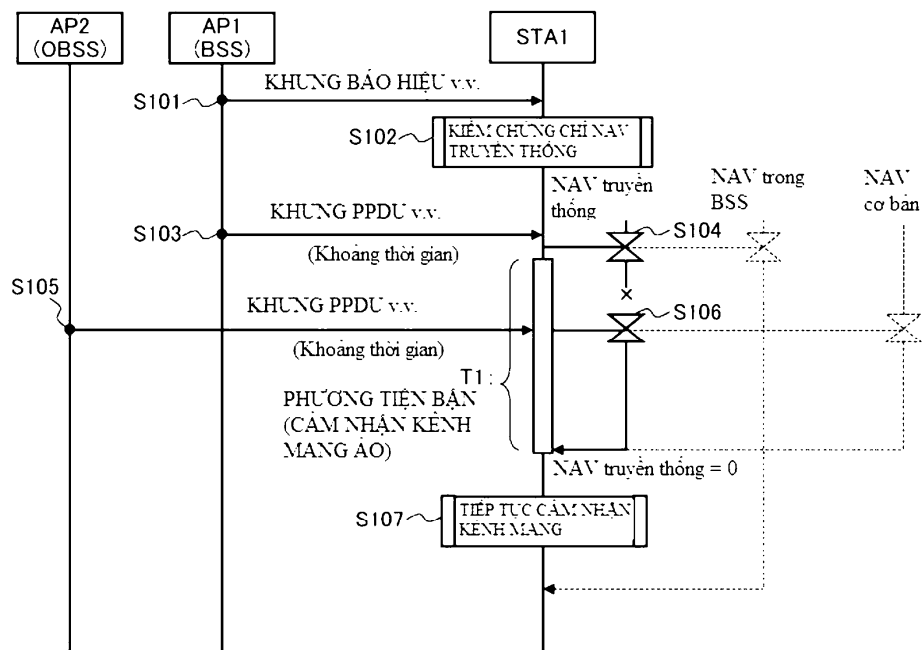 AP2
(OBSS)
AP1
(BSS)
STA1
KHUNG BÁO HIỆU v.v.
S101
S102
KIỂM CHỨNG CHỈ NAV
TRUYỀN THỐNG
NAV truyền
thống
NAV trong
BSS
NAV
cơ bản
KHUNG PPDU v.v.
S103
(Khoảng thời gian)
S104
S105
KHUNG PPDU v.v.
(Khoảng thời gian)
S106
T1:
PHƯƠNG TIỆN BẬN
(CẢM NHẬN KÊNH
MANG ẢO)
NAV truyền thống = 0
S107
TIẾP TỤC CẢM NHẬN
KÊNH MANG